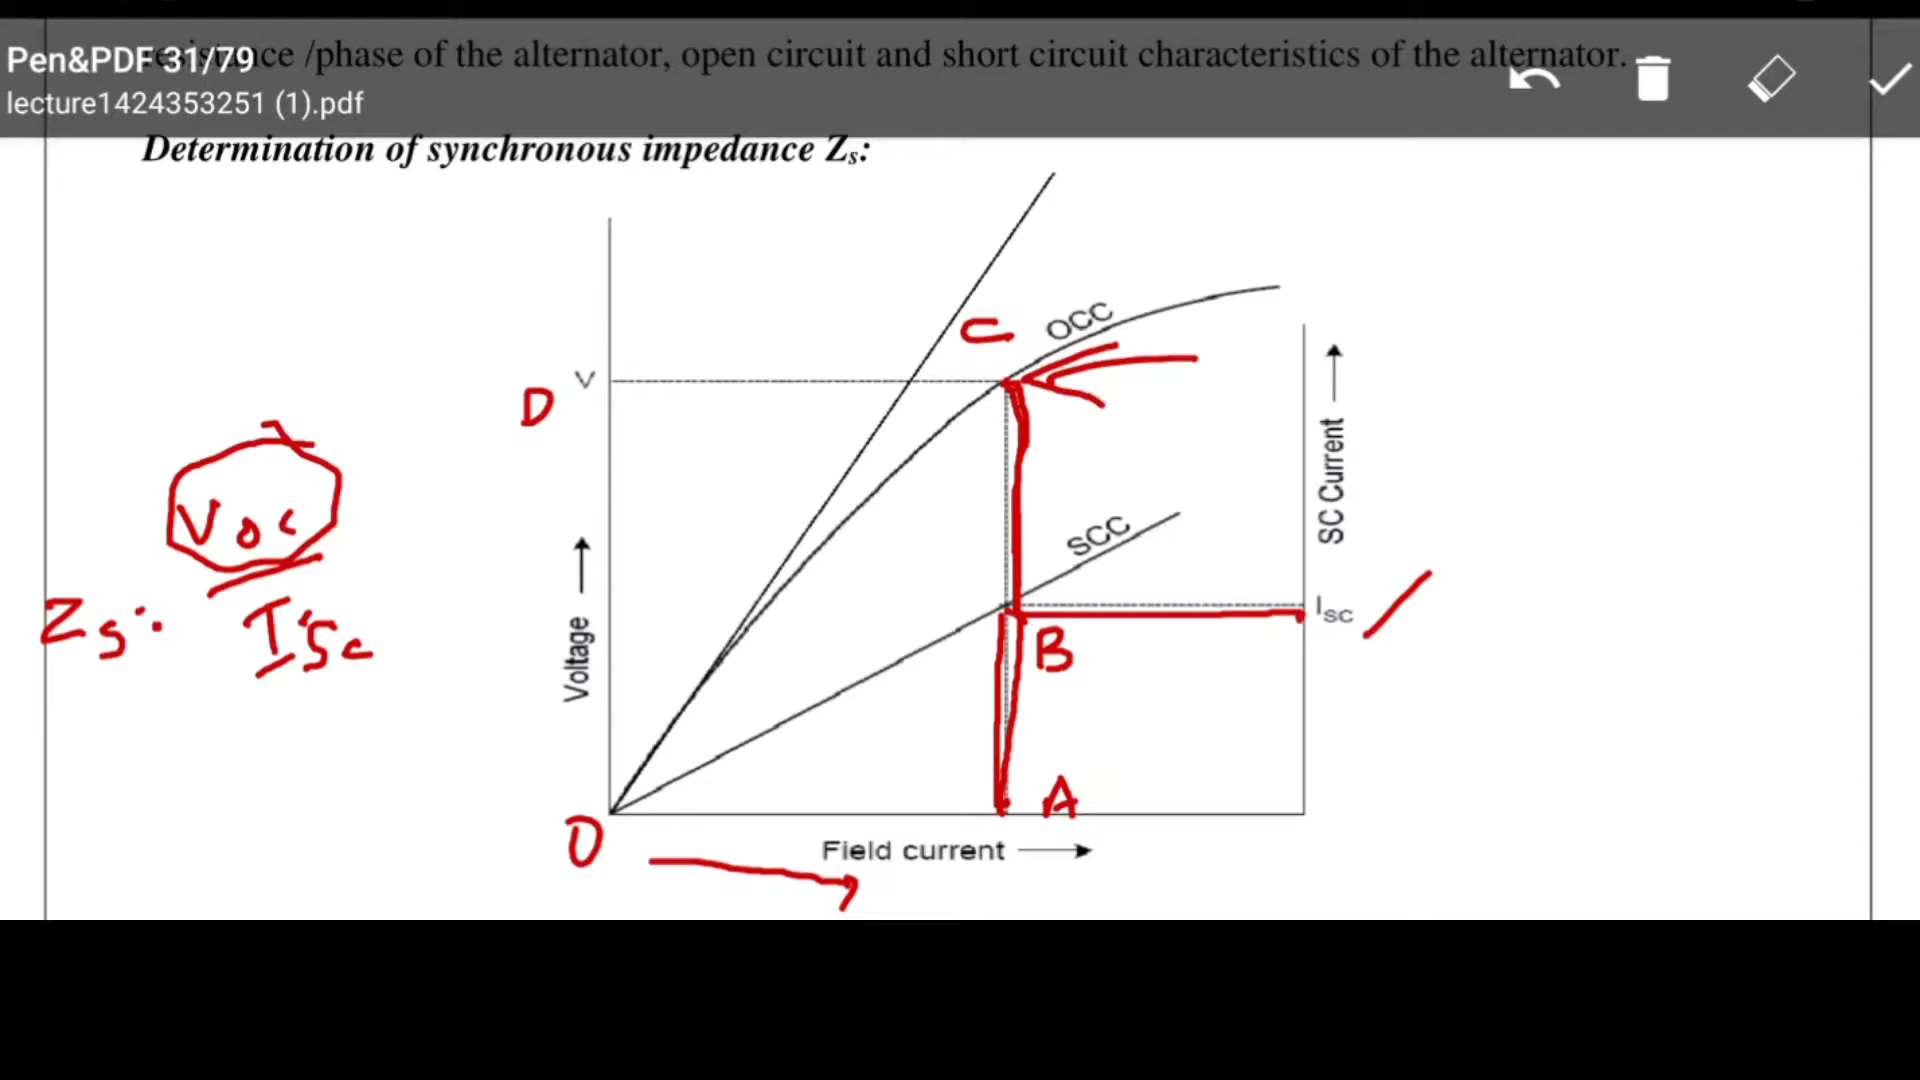 resistance /phase of the alternator, open circuit and short circuit characteristics of the alternator.
Pen&PDF 31/79
lecture1424353251 (1).pdf
Determination of synchronous impedance Zs:
C
OCC
V
D
SC Current
Voc
SCC
Zs:
Isc
Voltage
Isc
B
A
O
Field current